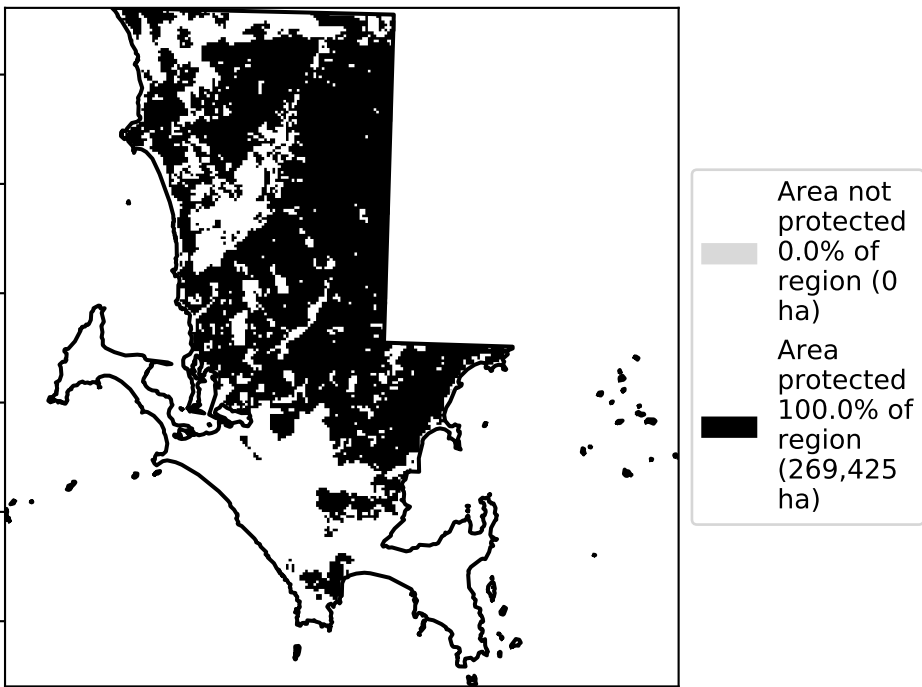 Area not
protected
0.0% of
region (0
ha)
Area
protected
100.0% of
region
(269,425
ha)